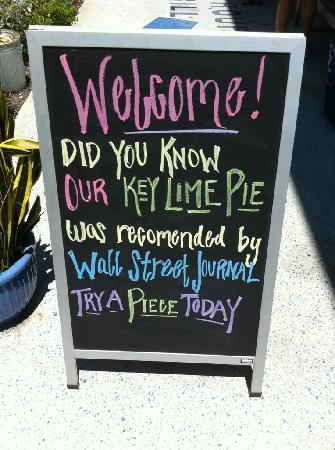 Welcome!
DID YOU KNOW
OUR KEY LIME PIE
was recomended by
Wall Street JOURNAL
TRY A PIECE TODAY